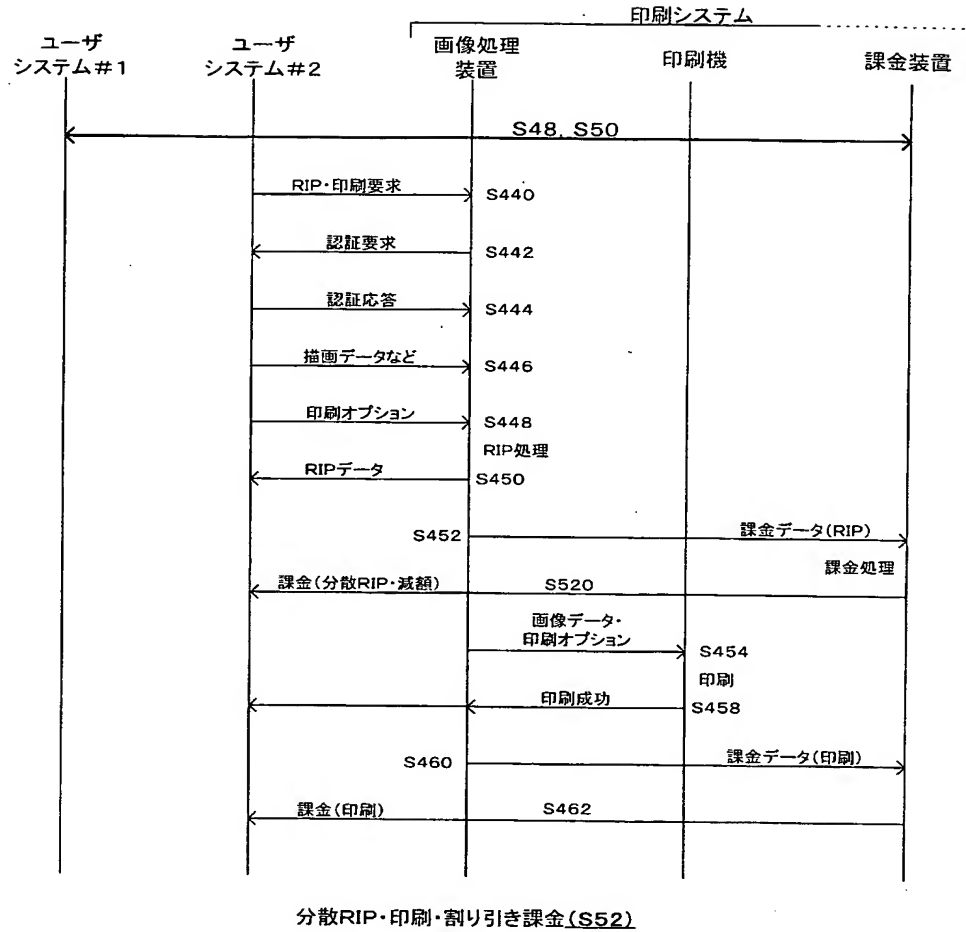 印刷システム
ユーザ
システム#1
ユーザ
システム#2
画像処理
装置
印刷機
課金装置
S48, S50
RIP・印刷要求
S440
認証要求
S442
認証応答
S444
描画データなど
S446
印刷オプション
S448
RIP処理
RIPデータ
S450
S452
課金データ(RIP)
課金処理
課金(分散RIP・減額)
S520
画像データ・
印刷オプション
S454
印刷
印刷成功
S458
S460
課金データ(印刷)
課金(印刷)
S462
分散RIP・印刷・割り引き課金(S52)